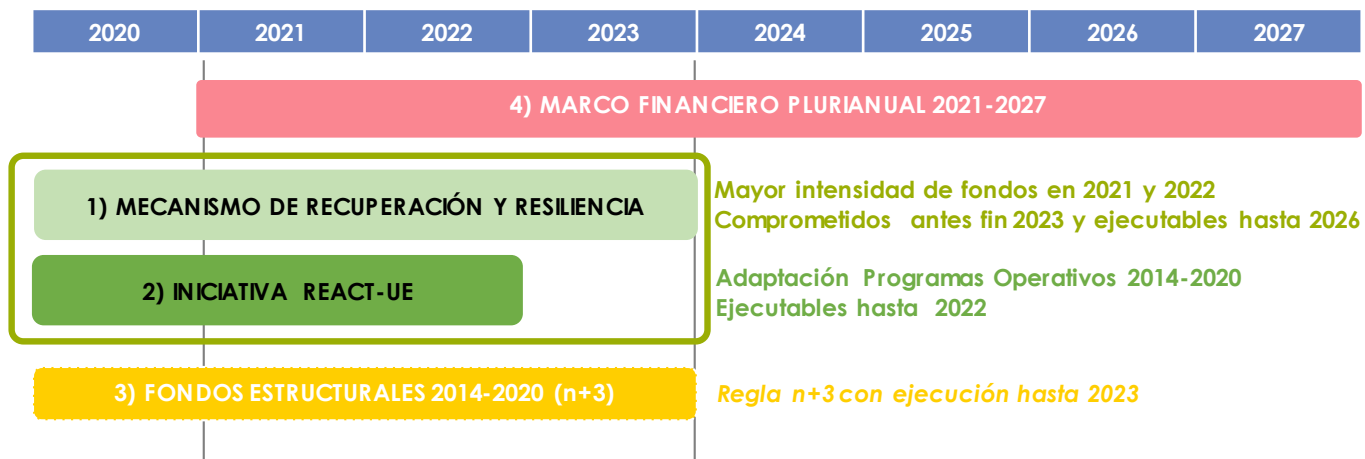 2020 2021 2022 2023 2024 2025 2026 2027
4) MARCO FINANCIERO PLURIANUAL 2021-2027
1) MECANISMO DE RECUPERACIÓN Y RESILIENCIA
Mayor intensidad de fondos en 2021 y 2022
Comprometidos antes fin 2023 y ejecutables hasta 2026
2) INICIATIVA REACT-UE
Adaptación Programas Operativos 2014-2020
Ejecutables hasta 2022
3) FONDOS ESTRUCTURALES 2014-2020 (n+3)
Regla n+3 con ejecución hasta 2023